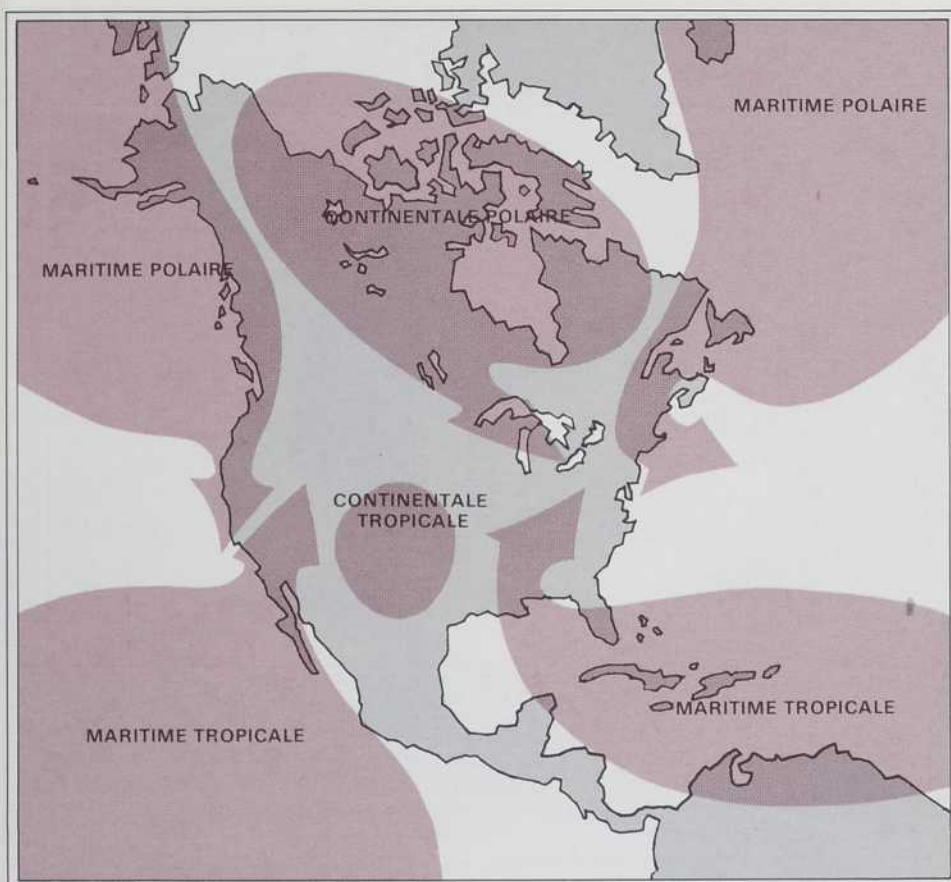 MARITIME POLAIRE
CONTINENTALE POLAIRE
MARITIME POLAIRE
CONTINENTALE
TROPICALE
MARITIME TROPICALE
MARITIME TROPICALE